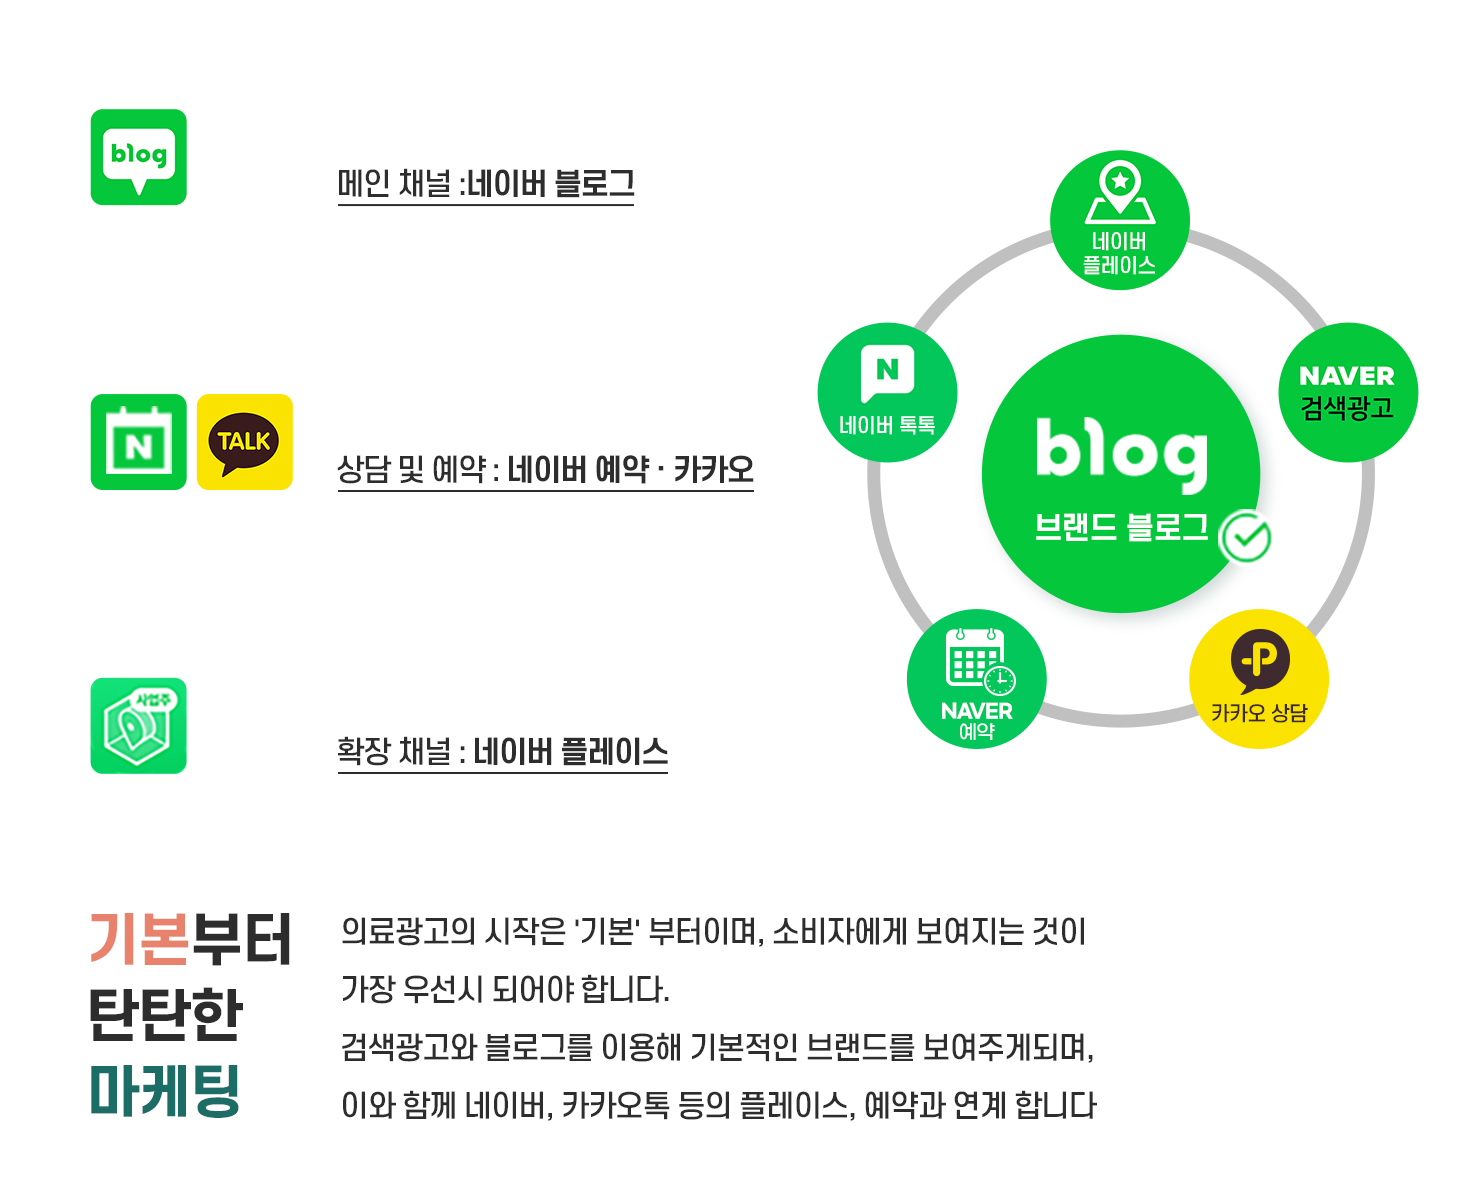 blog
메인 채널 :네이버 블로그
N
TALK
상담 및 예약 : 네이버 예약 · 카카오
사업주
확장 채널 : 네이버 플레이스
네이버
플레이스
N
네이버 톡톡
NAVER
검색광고
blog
브랜드 블로그
NAVER
예약
P
카카오 상담
기본부터
탄탄한
마케팅
의료광고의 시작은 '기본' 부터이며, 소비자에게 보여지는 것이
가장 우선시 되어야 합니다.
검색광고와 블로그를 이용해 기본적인 브랜드를 보여주게되며,
이와 함께 네이버, 카카오톡 등의 플레이스, 예약과 연계 합니다